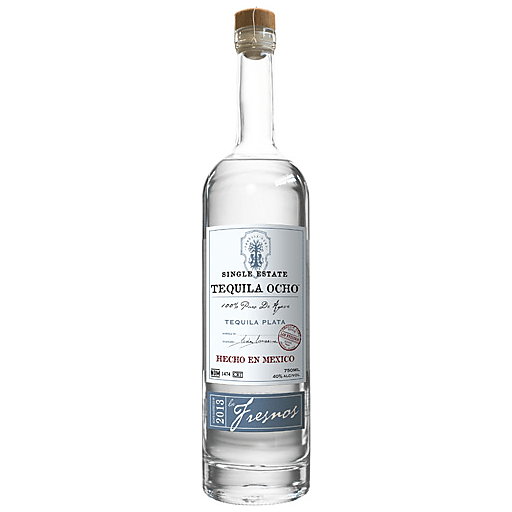 SINGLE ESTATE
TEQUILA OCHO
100% Puro De Agave
TEQUILA PLATA
HECHO EN MEXICO
NOM 1474 CRT
750ML
40% ALC/VOL
2013
Los Fresnos